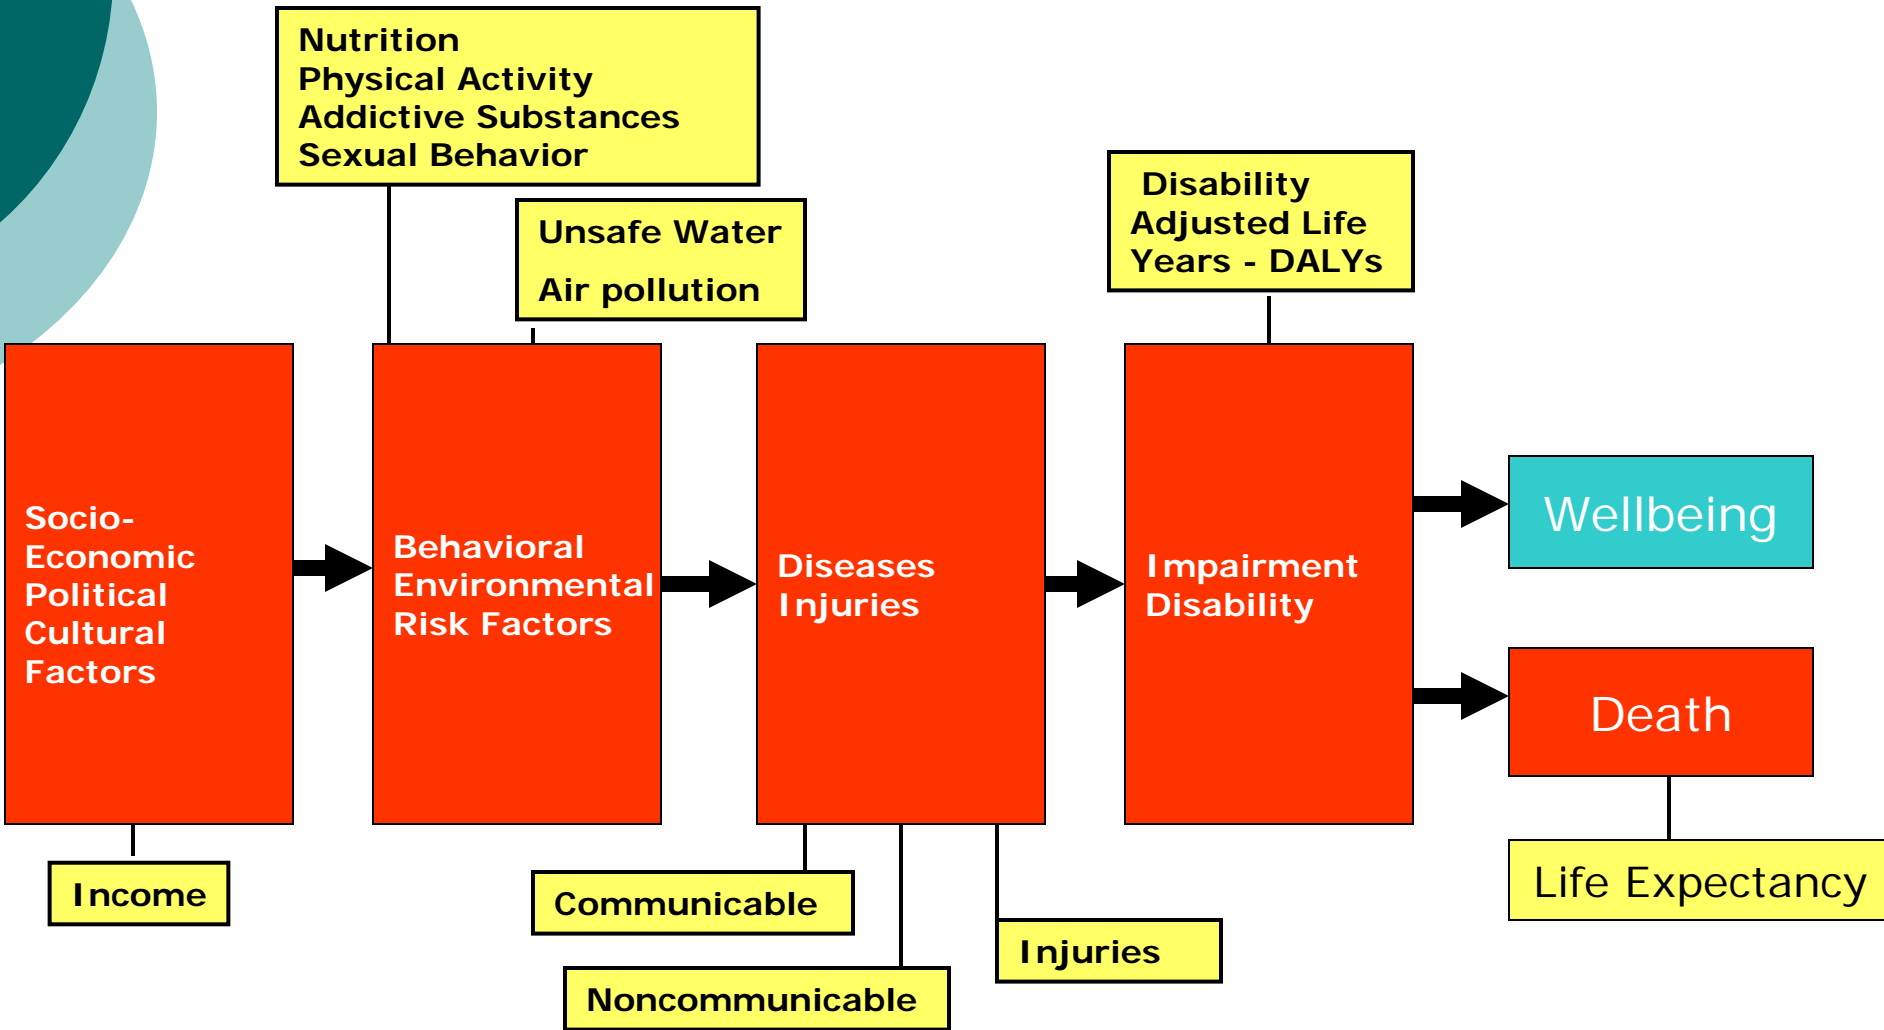 Nutrition
Physical Activity
Addictive Substances
Sexual Behavior
Unsafe Water
Air pollution
Disability
Adjusted Life
Years - DALYs
Socio-
Economic
Political
Cultural
Factors
Behavioral
Environmental
Risk Factors
Diseases
Injuries
Impairment
Disability
Wellbeing
Death
Income
Communicable
Noncommunicable
Injuries
Life Expectancy